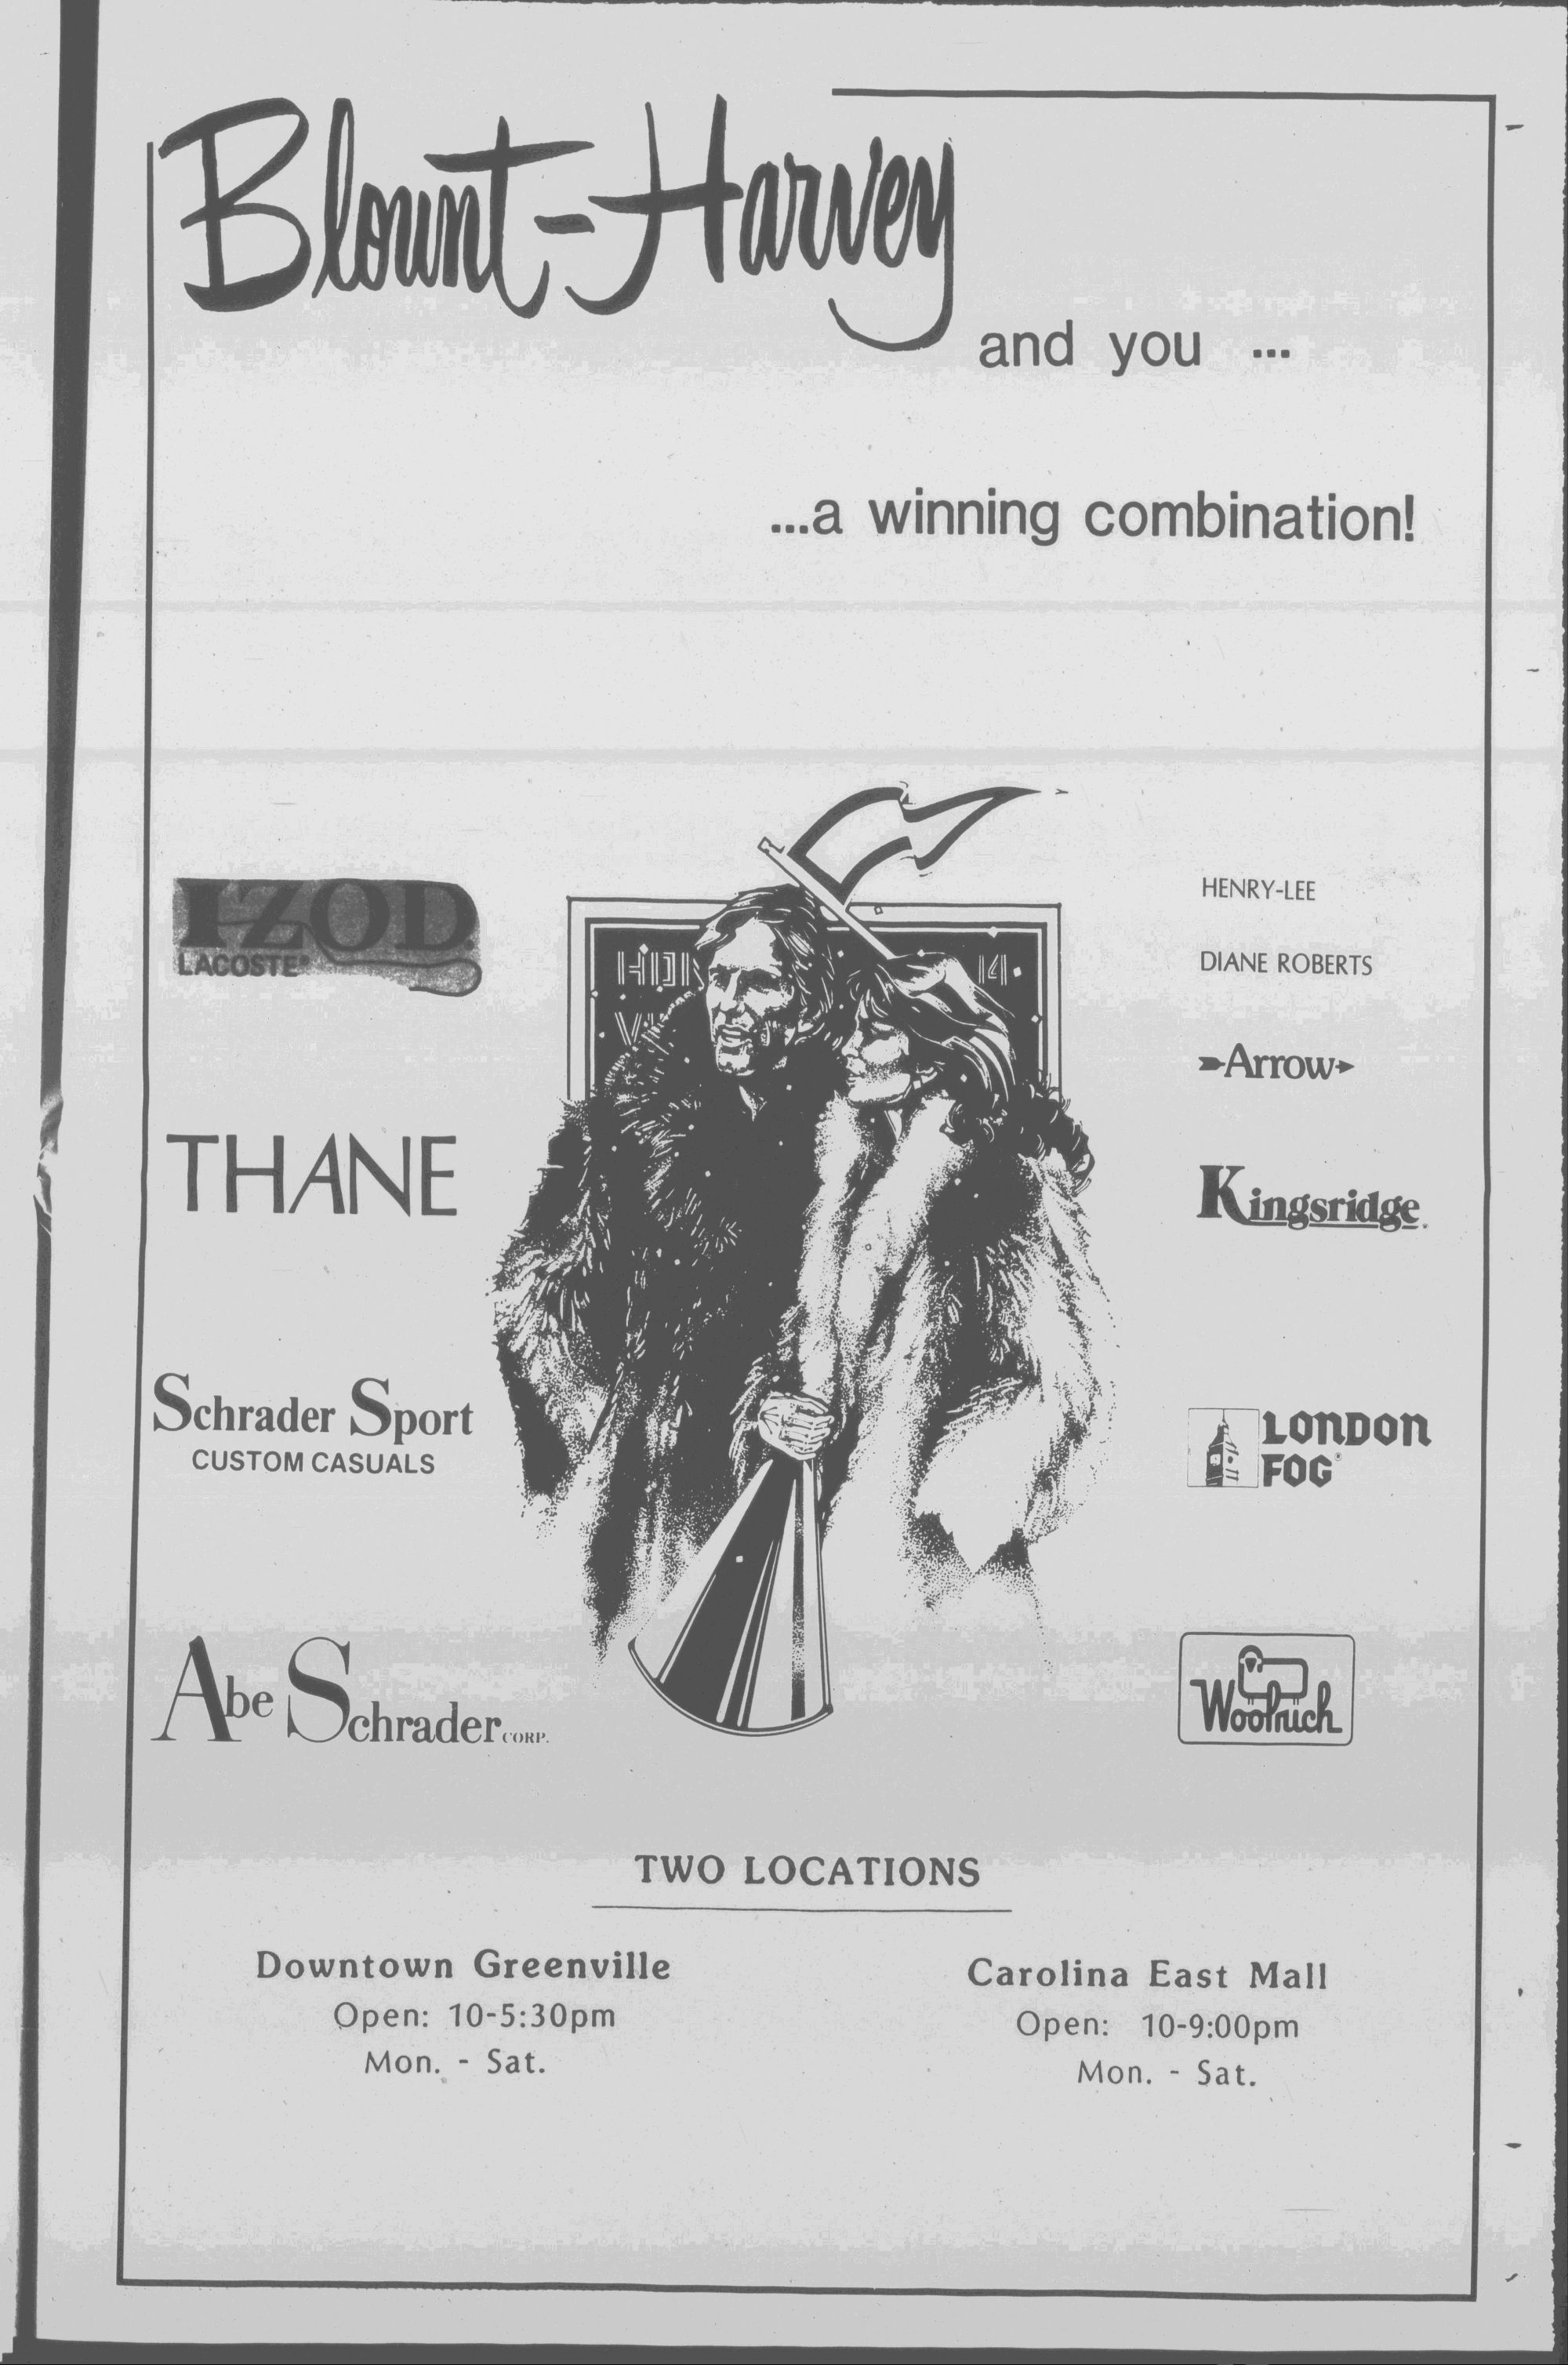 Blount-Harvey
and you ...
...a winning combination!
IZOD
LACOSTE®
THANE
Schrader Sport
CUSTOM CASUALS
Abe Schrader CORP.
14
HENRY-LEE
DIANE ROBERTS
Arrow
Kingsridge
LONDON
FOG®
Woolrich
TWO LOCATIONS
Downtown Greenville
Open: 10-5:30pm
Mon. - Sat.
Carolina East Mall
Open: 10-9:00pm
Mon. - Sat.